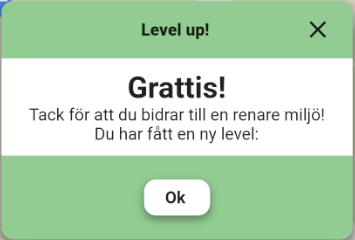 Level up!
Grattis!
Tack för att du bidrar till en renare miljö!
Du har fått en ny level:
Ok